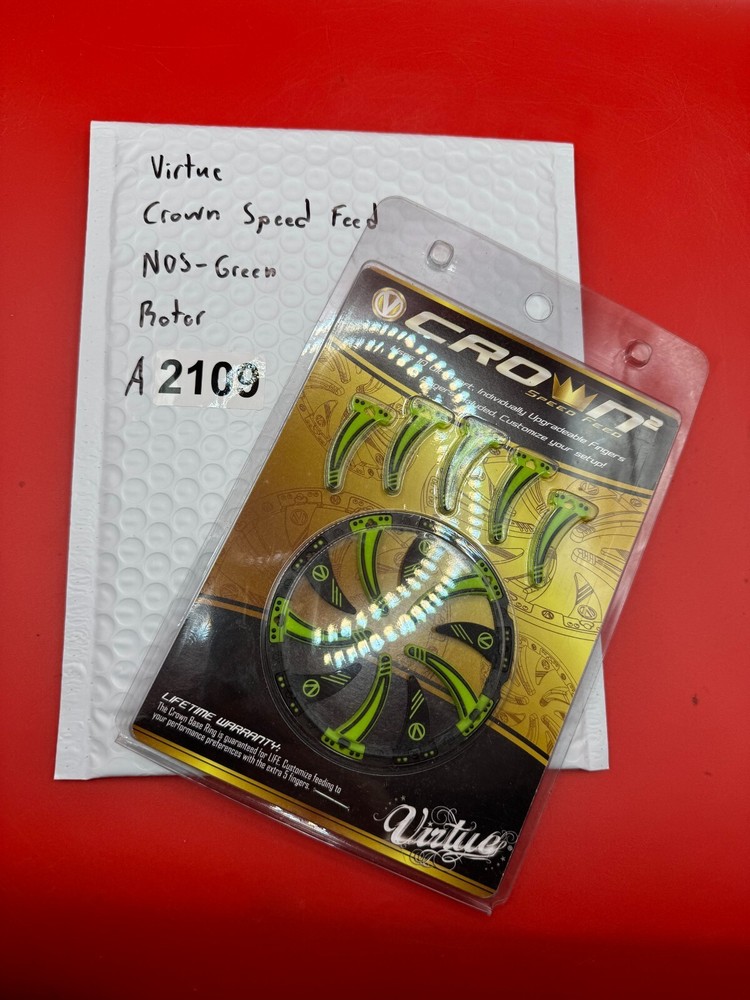 Virtue
Crown Speed Feed
NOS-Green
Rotor
A 2109
V CROWN²
SPEED FEED
Individually Upgradeable Fingers
Included. Customize your setup!
LIFETIME WARRANTY:
The Crown Base Ring is guaranteed for LIFE. Customize feeding to
your performance preferences with the extra 5 fingers.
Virtue